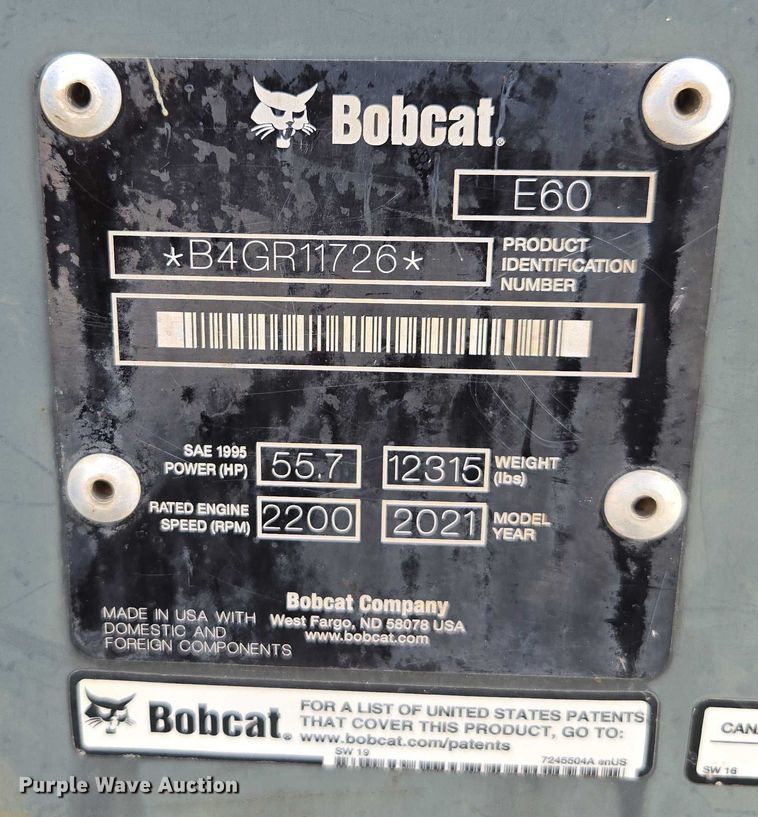 Bobcat®
E60
*B4GR11726*
PRODUCT
IDENTIFICATION
NUMBER
SAE 1995
POWER (HP)
55.7
12315
WEIGHT
(lbs)
RATED ENGINE
SPEED (RPM)
2200
2021
MODEL
YEAR
Bobcat Company
West Fargo, ND 58078 USA
www.bobcat.com
MADE IN USA WITH
DOMESTIC AND
FOREIGN COMPONENTS
Bobcat®
FOR A LIST OF UNITED STATES PATENTS
THAT COVER THIS PRODUCT, GO TO:
www.bobcat.com/patents
SW 19
7245504A enUS
CAN
SW 16
Purple Wave Auction